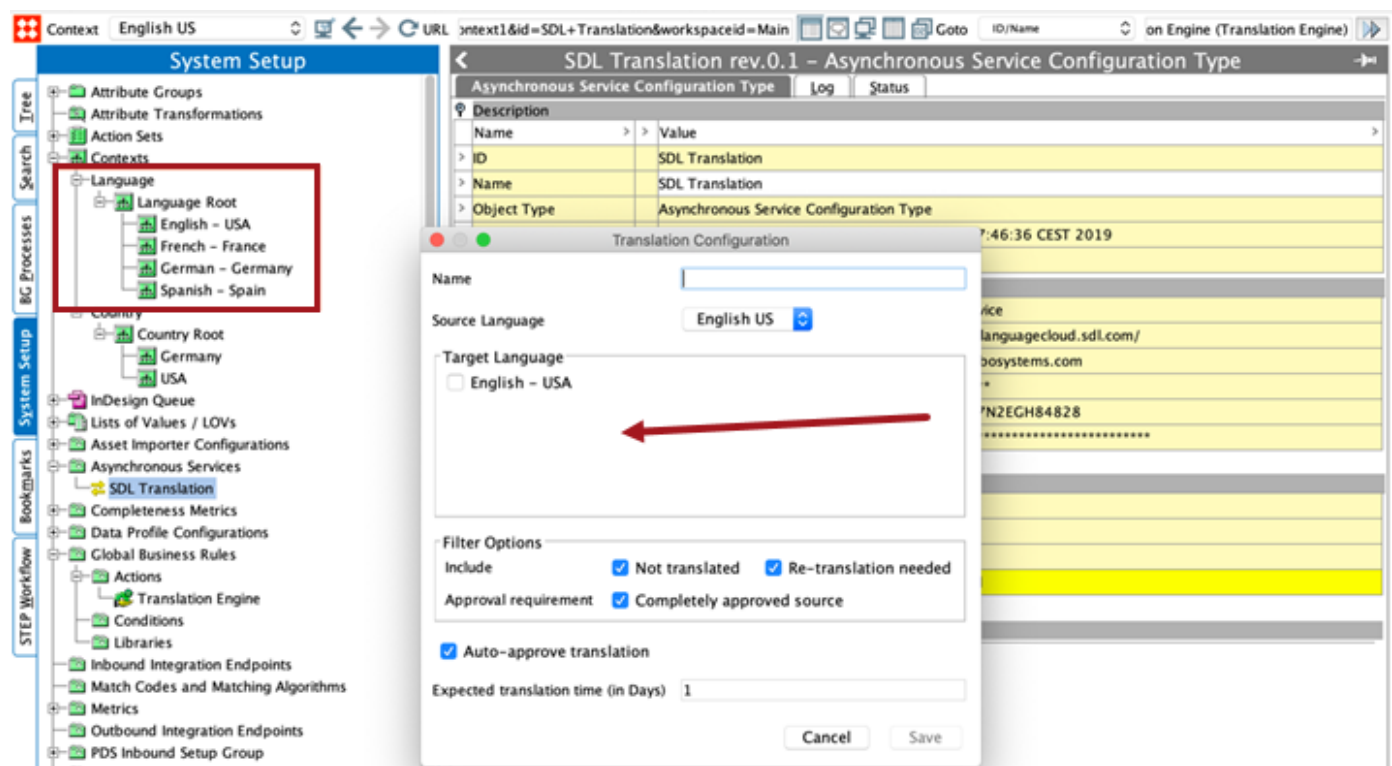 Context English US URL ontext1&id=SDL+Translation&workspaceid=Main Goto ID/Name on Engine (Translation Engine)
System Setup
Tree
Search
BG Processes
System Setup
Bookmarks
STEP Workflow
Attribute Groups
Attribute Transformations
Action Sets
Contexts
Language
Language Root
English - USA
French - France
German - Germany
Spanish - Spain
Country
Country Root
Germany
USA
InDesign Queue
Lists of Values / LOVs
Asset Importer Configurations
Asynchronous Services
SDL Translation
Completeness Metrics
Data Profile Configurations
Global Business Rules
Actions
Translation Engine
Conditions
Libraries
Inbound Integration Endpoints
Match Codes and Matching Algorithms
Metrics
Outbound Integration Endpoints
PDS Inbound Setup Group
SDL Translation rev.0.1 - Asynchronous Service Configuration Type
Asynchronous Service Configuration Type Log Status
Description
Name > > Value >
> ID SDL Translation
> Name SDL Translation
> Object Type Asynchronous Service Configuration Type
7:46:36 CEST 2019
vice
languagecloud.sdl.com/
bosystems.com
**
7N2EGH84828
**************************
Translation Configuration
Name
Source Language English US
Target Language
English - USA
Filter Options
Include Not translated Re-translation needed
Approval requirement Completely approved source
Auto-approve translation
Expected translation time (in Days) 1
Cancel Save